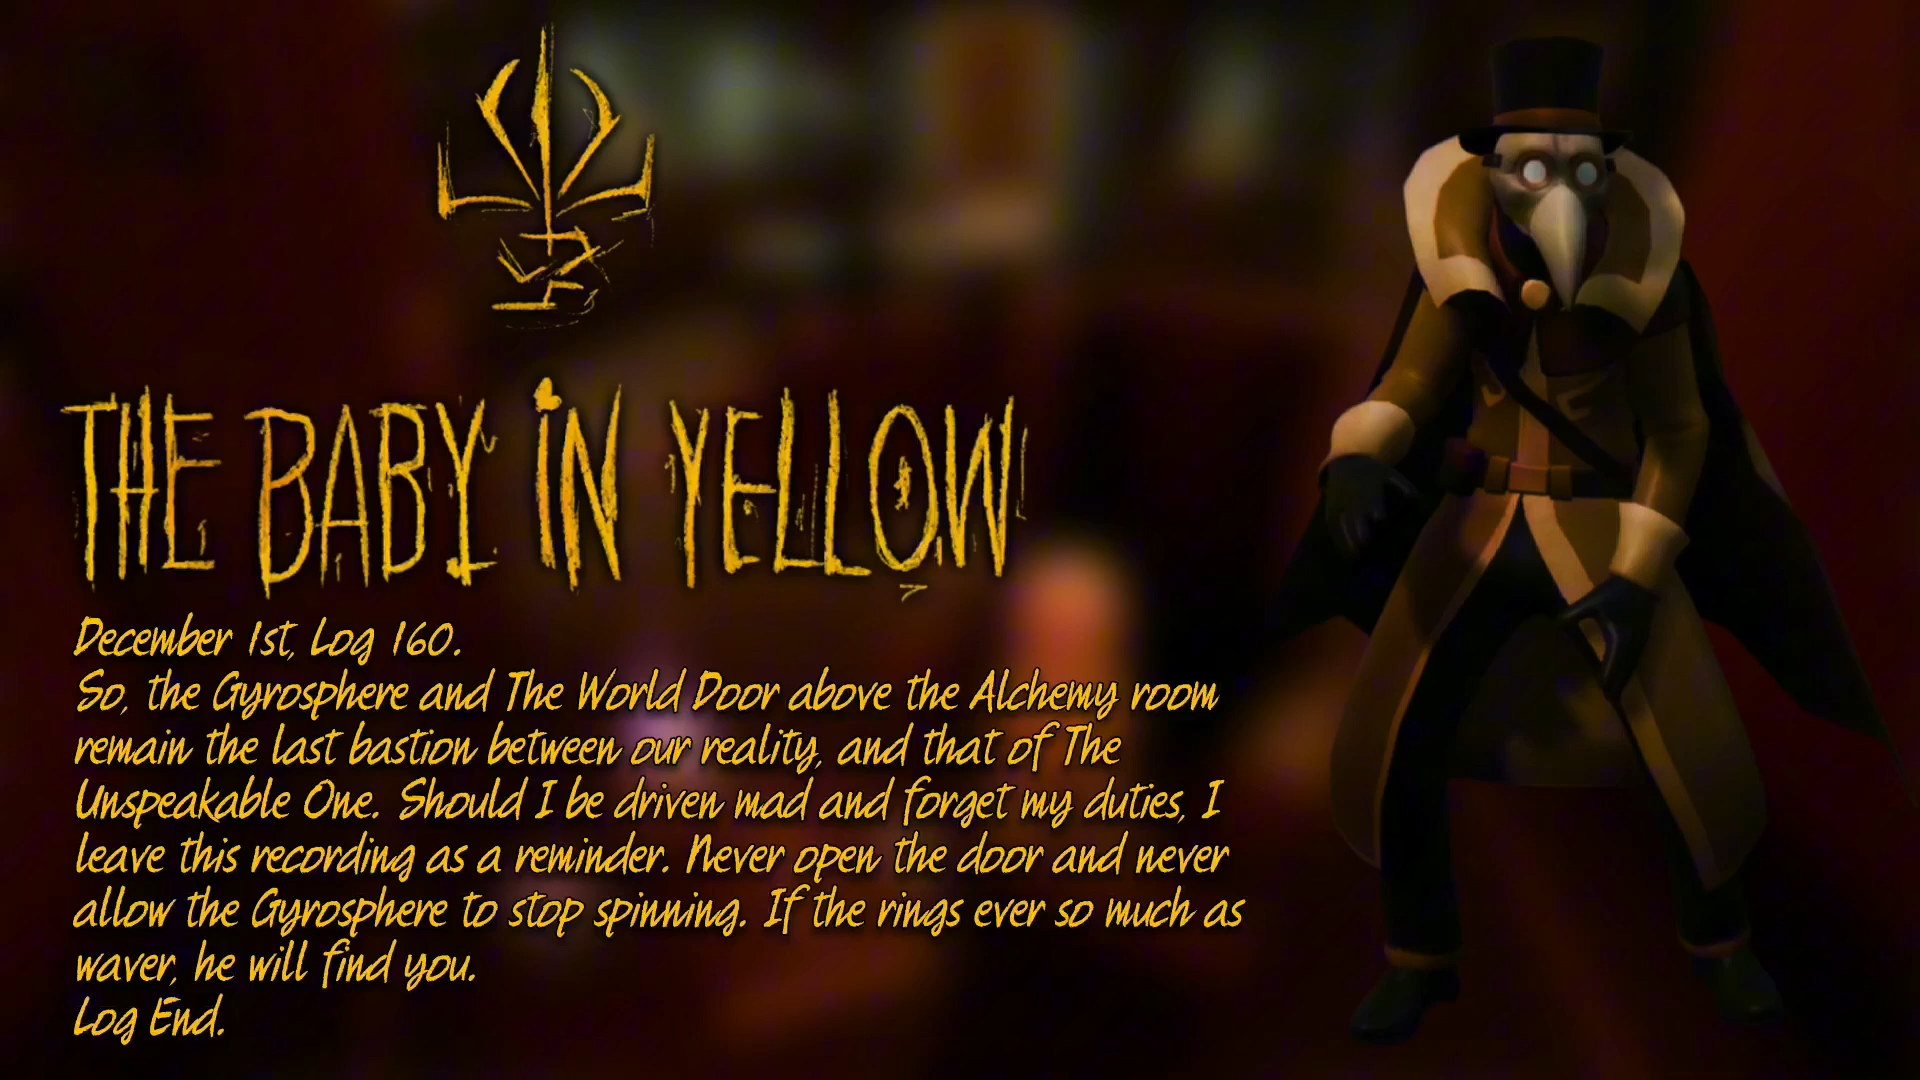 THE BABY IN YELLOW
December 1st, Log 160.
So, the Gyrosphere and The World Door above the Alchemy room
remain the last bastion between our reality, and that of The
Unspeakable One. Should I be driven mad and forget my duties, I
leave this recording as a reminder. Never open the door and never
allow the Gyrosphere to stop spinning. If the rings ever so much as
waver, he will find you.
Log End.